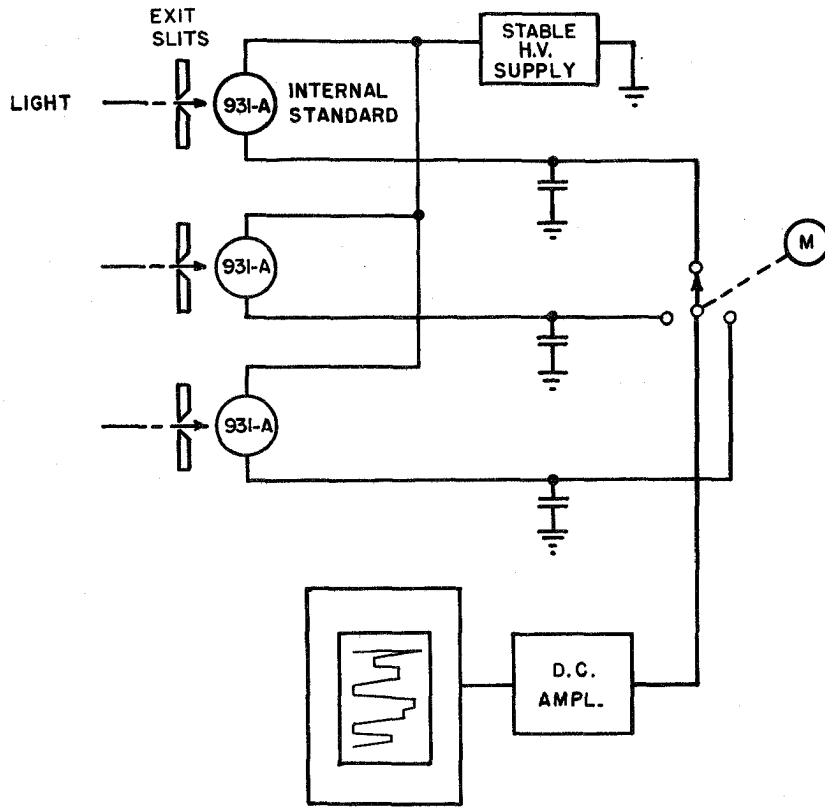 EXIT
SLITS
STABLE
H.V.
SUPPLY
LIGHT
931-A
INTERNAL
STANDARD
M
931-A
931-A
D.C.
AMPL.